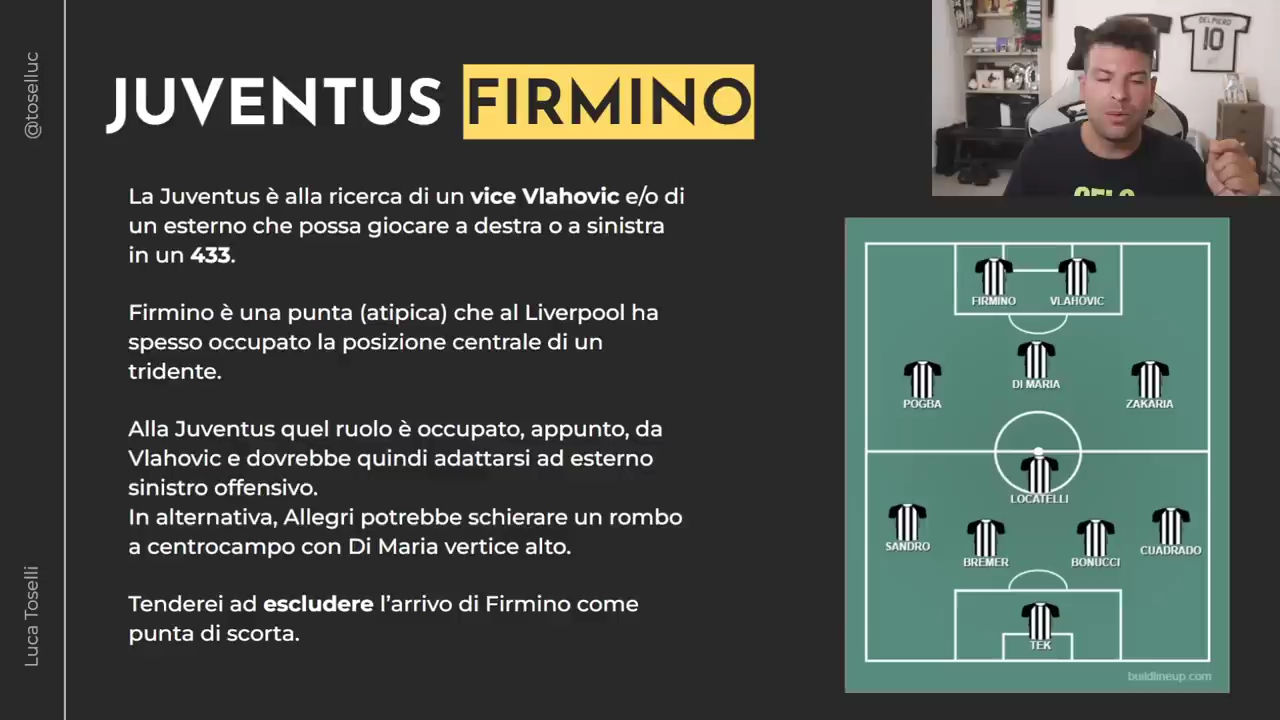 @toselluc
Luca Toselli
JUVENTUS FIRMINO
La Juventus è alla ricerca di un vice Vlahovic e/o di
un esterno che possa giocare a destra o a sinistra
in un 433.
Firmino è una punta (atipica) che al Liverpool ha
spesso occupato la posizione centrale di un
tridente.
Alla Juventus quel ruolo è occupato, appunto, da
Vlahovic e dovrebbe quindi adattarsi ad esterno
sinistro offensivo.
In alternativa, Allegri potrebbe schierare un rombo
a centrocampo con Di Maria vertice alto.
Tenderei ad escludere l’arrivo di Firmino come
punta di scorta.
DEL PIERO
10
FIRMINO
VLAHOVIC
DI MARIA
POGBA
ZAKARIA
LOCATELLI
SANDRO
BREMER
BONUCCI
CUADRADO
TEK
buildlineup.com